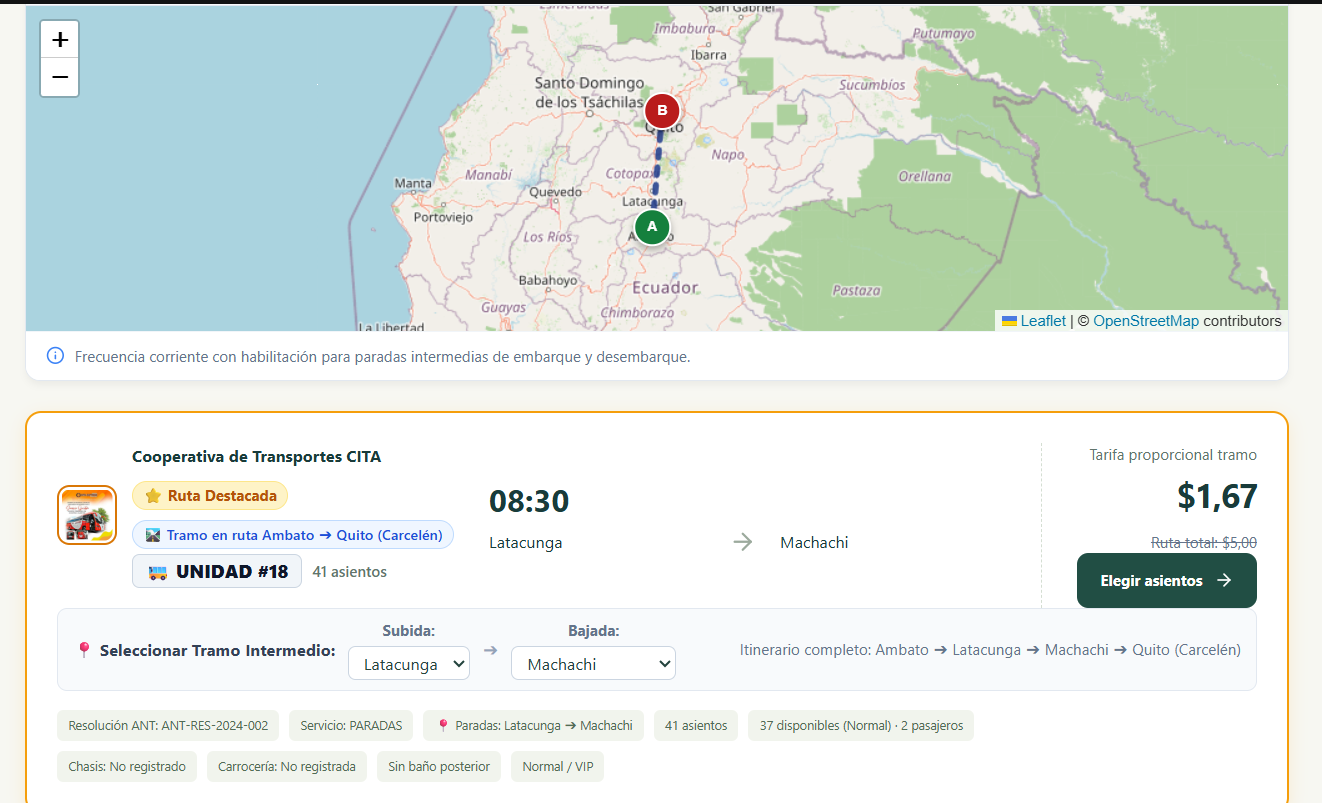 +
−
Esmeraldas
San Gabriel
Imbabura
Ibarra
Putumayo
Santo Domingo
de los Tsáchilas
Sucumbíos
B
Quito
Napo
Cotopaxi
Orellana
Manta
Manabí
Quevedo
Latacunga
Portoviejo
A
Los Ríos
Babahoyo
Ecuador
Pastaza
Guayas
Chimborazo
La Libertad
Leaflet | © OpenStreetMap contributors
Frecuencia corriente con habilitación para paradas intermedias de embarque y desembarque.
Cooperativa de Transportes CITA
Tarifa proporcional tramo
Ruta Destacada
08:30
$1,67
Tramo en ruta Ambato → Quito (Carcelén)
Latacunga → Machachi
Ruta total: $5,00
UNIDAD #18 41 asientos
Elegir asientos →
Subida:
Bajada:
Seleccionar Tramo Intermedio:
Latacunga → Machachi
Itinerario completo: Ambato → Latacunga → Machachi → Quito (Carcelén)
Resolución ANT: ANT-RES-2024-002
Servicio: PARADAS
Paradas: Latacunga → Machachi
41 asientos
37 disponibles (Normal) · 2 pasajeros
Chasis: No registrado
Carrocería: No registrada
Sin baño posterior
Normal / VIP